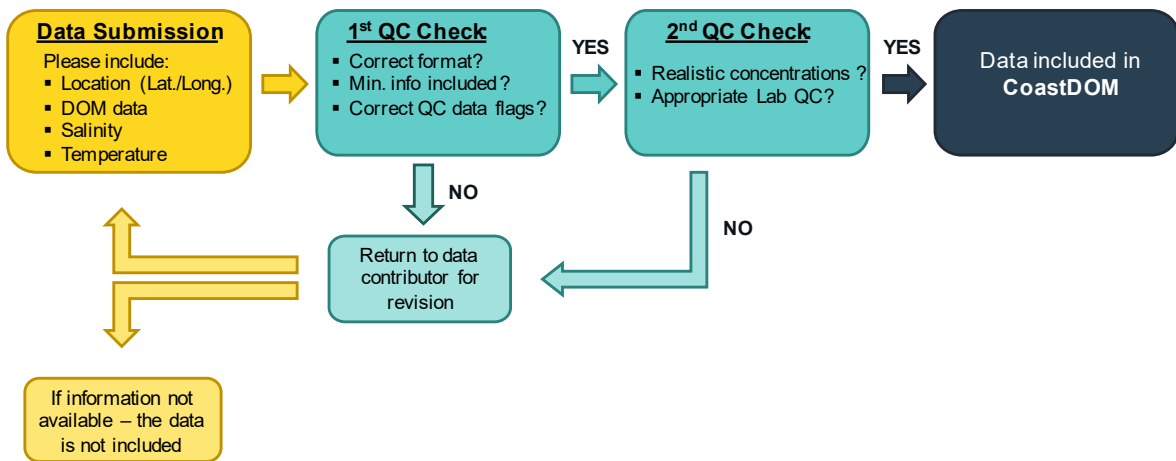 Data Submission
Please include:
▪ Location (Lat./Long.)
▪ DOM data
▪ Salinity
▪ Temperature
1st QC Check:
▪ Correct format?
▪ Min. info included?
▪ Correct QC data flags?
YES
2nd QC Check:
▪ Realistic concentrations ?
▪ Appropriate Lab QC?
YES
Data included in
CoastDOM
NO
NO
Return to data
contributor for
revision
If information not
available – the data
is not included